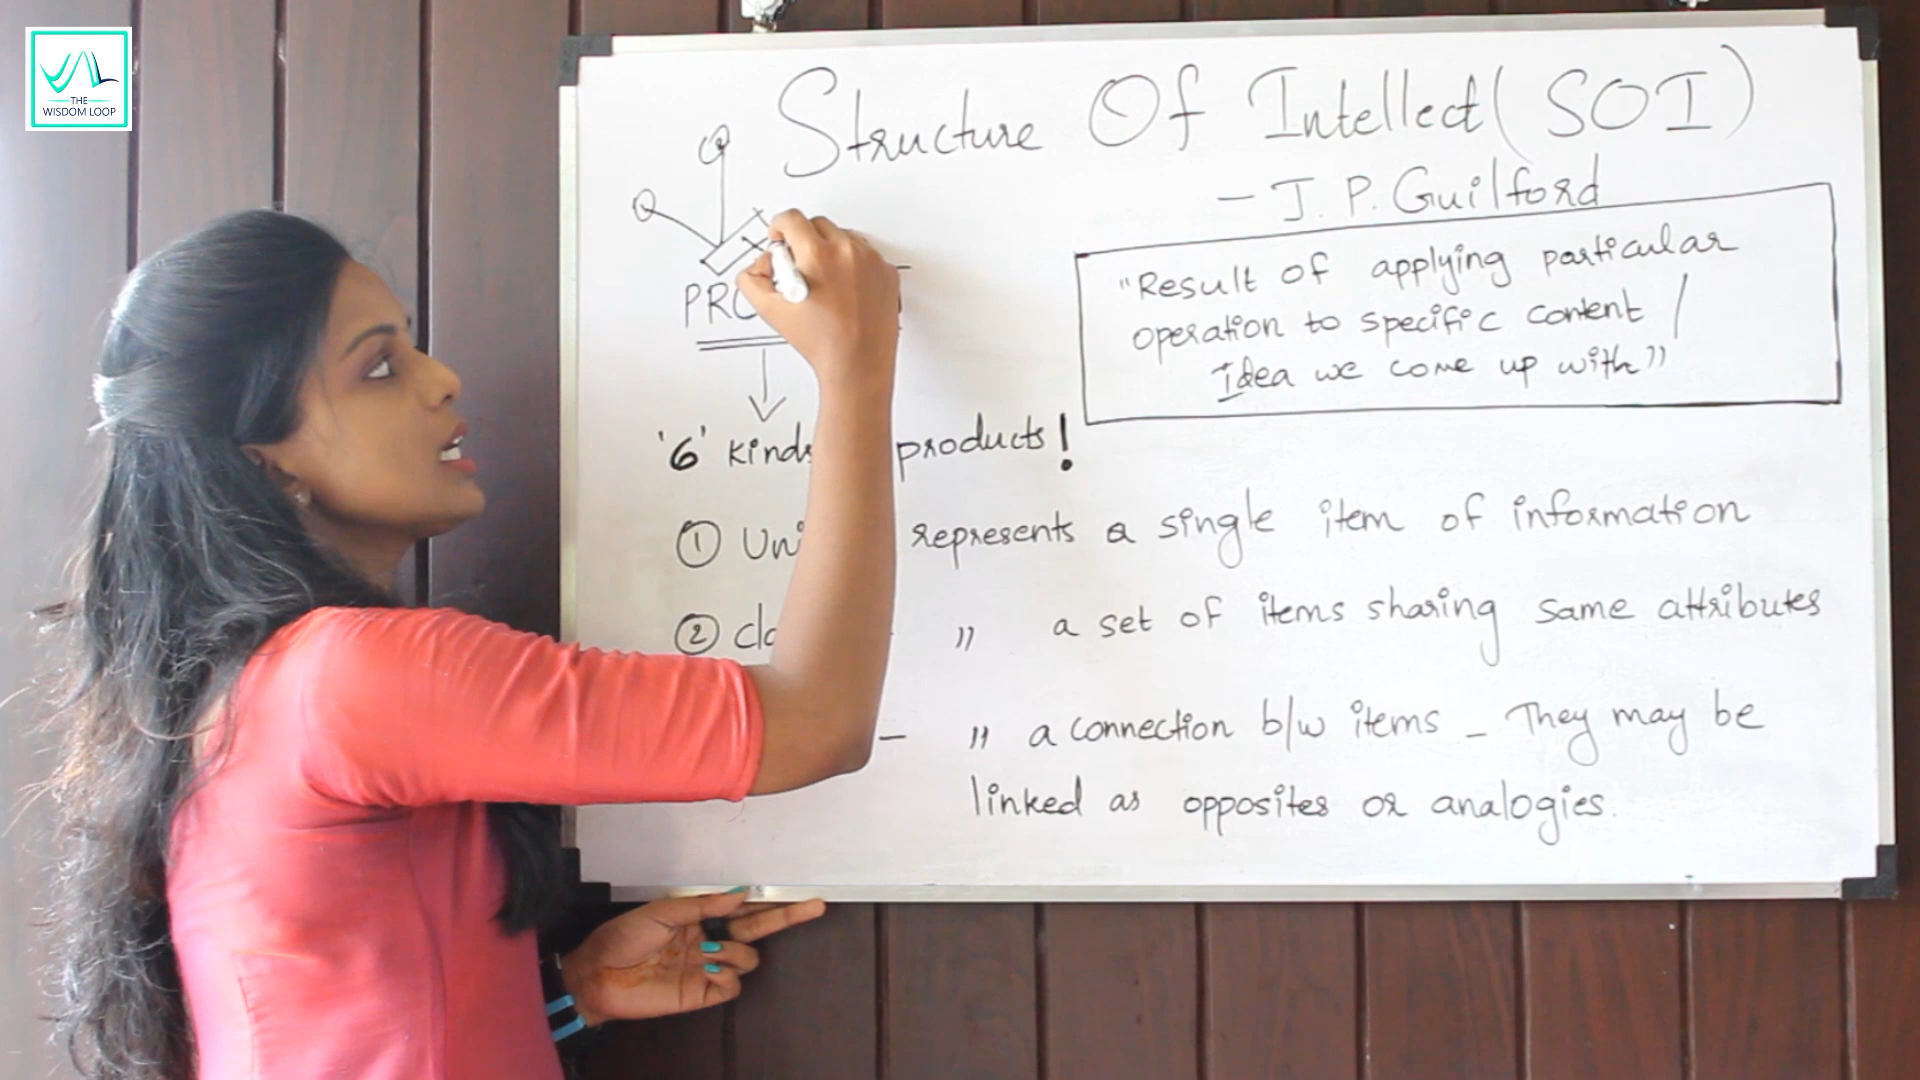 THE
WISDOM LOOP
Structure Of Intellect (SOI)
- J. P. Guilford
"Result of applying particular
operation to specific content /
Idea we come up with"
'6' kinds products!
① represents a single item of information
② " a set of items sharing same attributes
- " a connection b/w items - They may be
linked as opposites or analogies.